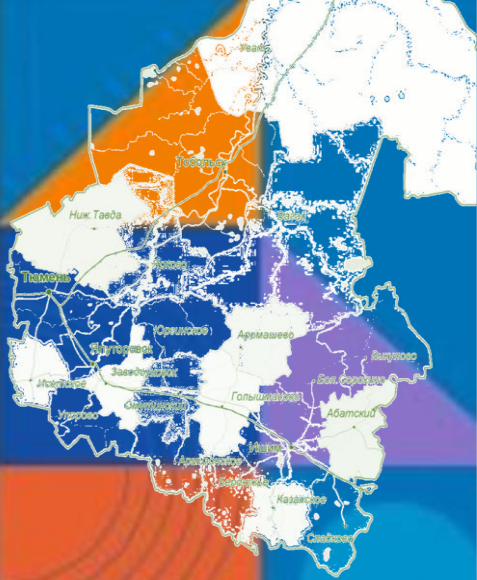 Уват
Тобольск
Ниж.Тавда
Вагай
Ярково
Тюмень
Юргинское
Аромашево
Ялуторовск
Викулово
Заводоуковск
Бол.Сорокино
Исетское
Голышманово
Омутинское
Абатский
Упорово
Ишим
Армизонское
Бердюжье
Казанское
Сладково